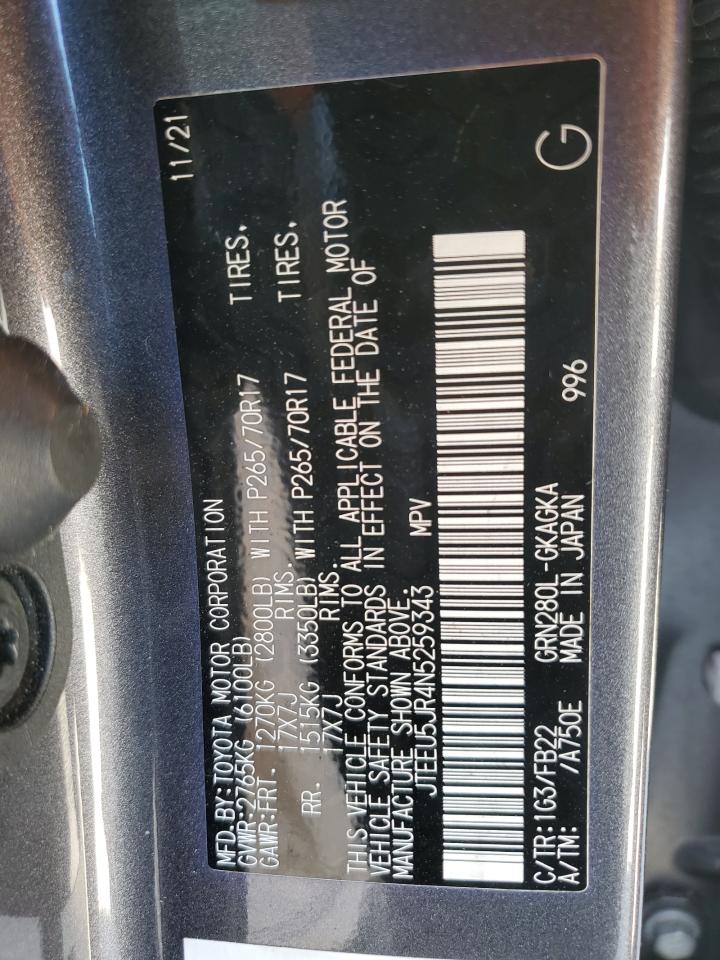 MFD.BY:TOYOTA MOTOR CORPORATION 11/21
GVWR:2765KG (6100LB)
GAWR:FRT. 1270KG (2800LB) WITH P265/70R17 TIRES,
17X7J RIMS.
RR. 1515KG (3350LB) WITH P265/70R17 TIRES,
17X7J RIMS.
THIS VEHICLE CONFORMS TO ALL APPLICABLE FEDERAL MOTOR
VEHICLE SAFETY STANDARDS IN EFFECT ON THE DATE OF
MANUFACTURE SHOWN ABOVE.
JTEEU5JR4N5259343 MPV
C/TR:1G3/FB22 GRN280L-GKAGKA
A/TM: /A750E MADE IN JAPAN 996 G